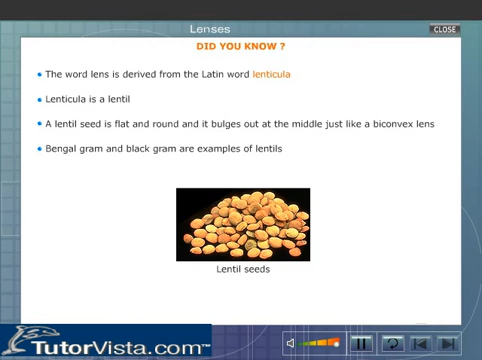 Lenses
CLOSE
DID YOU KNOW ?
The word lens is derived from the Latin word lenticula
Lenticula is a lentil
A lentil seed is flat and round and it bulges out at the middle just like a biconvex lens
Bengal gram and black gram are examples of lentils
Lentil seeds
TutorVista.com™